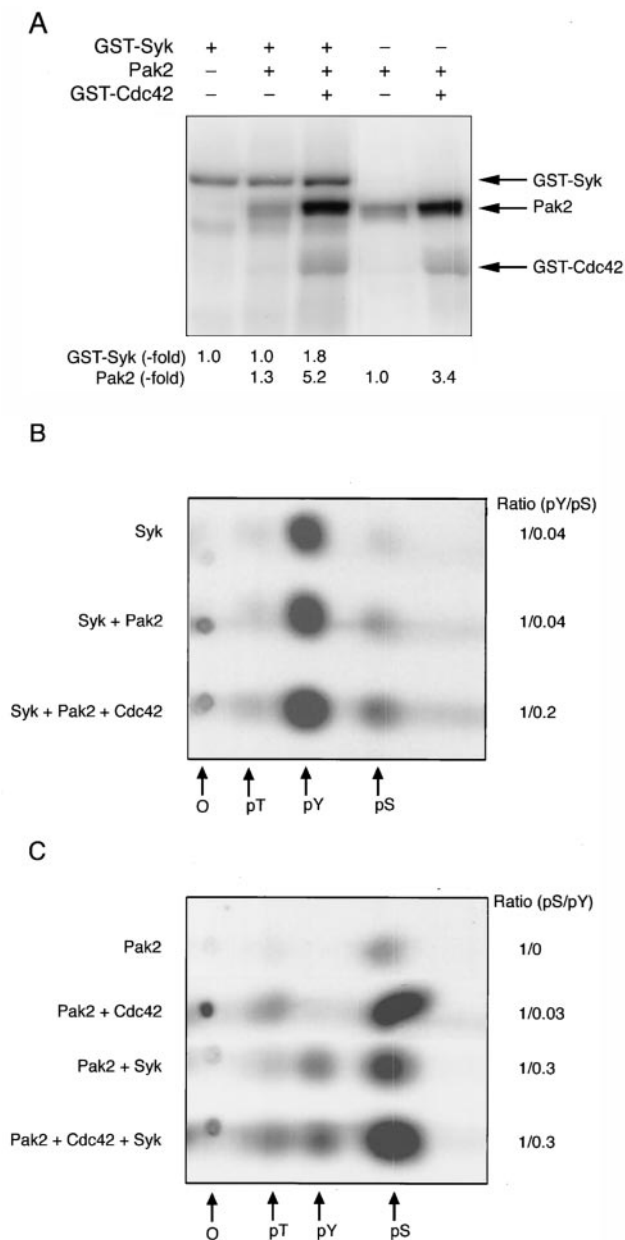 A
GST-Syk + + + – –
Pak2 – + + + +
GST-Cdc42 – – + – +
GST-Syk
Pak2
GST-Cdc42
GST-Syk (-fold) 1.0 1.0 1.8
Pak2 (-fold) 1.3 5.2 1.0 3.4
B
Ratio (pY/pS)
Syk 1/0.04
Syk + Pak2 1/0.04
Syk + Pak2 + Cdc42 1/0.2
O pT pY pS
C
Ratio (pS/pY)
Pak2 1/0
Pak2 + Cdc42 1/0.03
Pak2 + Syk 1/0.3
Pak2 + Cdc42 + Syk 1/0.3
O pT pY pS